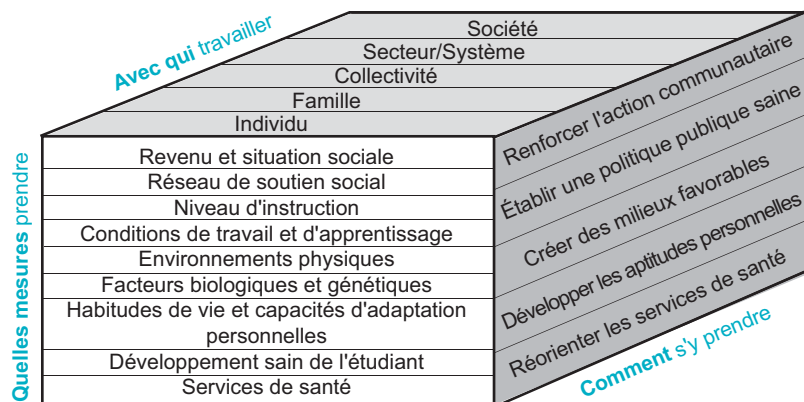 Avec qui travailler
Société
Secteur/Système
Collectivité
Famille
Individu
Quelles mesures prendre
Revenu et situation sociale
Réseau de soutien social
Niveau d'instruction
Conditions de travail et d'apprentissage
Environnements physiques
Facteurs biologiques et génétiques
Habitudes de vie et capacités d'adaptation
personnelles
Développement sain de l'étudiant
Services de santé
Renforcer l'action communautaire
Établir une politique publique saine
Créer des milieux favorables
Développer les aptitudes personnelles
Réorienter les services de santé
Comment s'y prendre